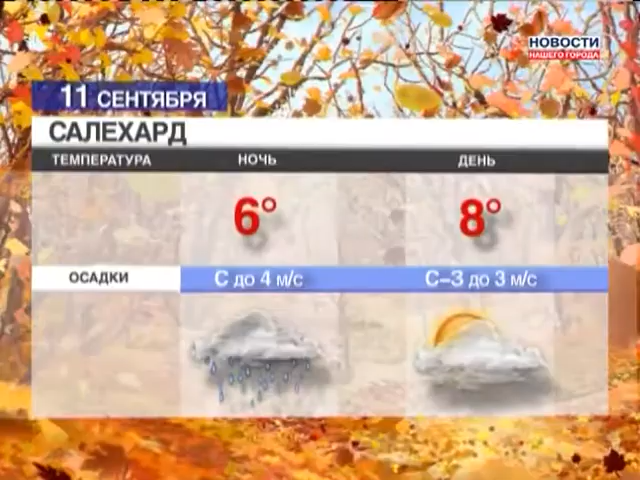 НОВОСТИ
НАШЕГО ГОРОДА
11 СЕНТЯБРЯ
САЛЕХАРД
ТЕМПЕРАТУРА НОЧЬ ДЕНЬ
6° 8°
ОСАДКИ С ДО 4 М/С С-З ДО 3 М/С